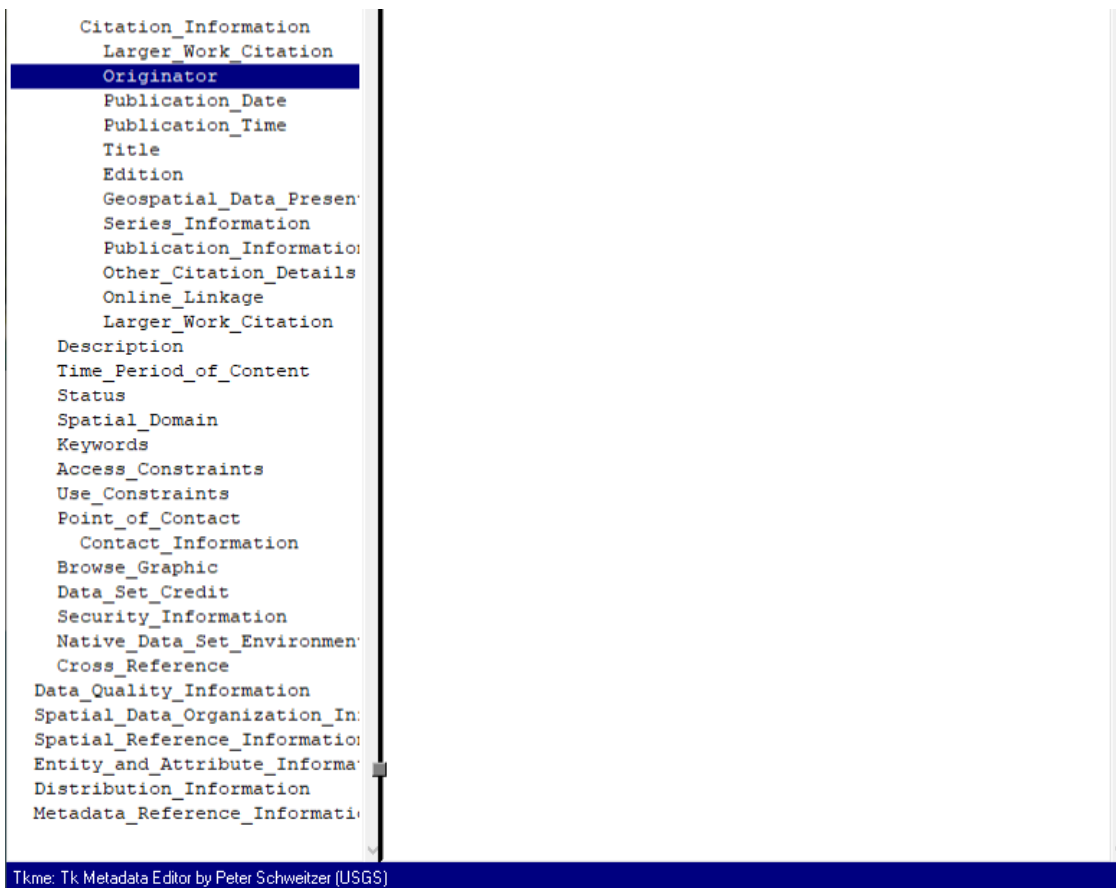 Citation_Information
Larger_Work_Citation
Originator
Publication_Date
Publication_Time
Title
Edition
Geospatial_Data_Presen
Series_Information
Publication_Informatio
Other_Citation_Details
Online_Linkage
Larger_Work_Citation
Description
Time_Period_of_Content
Status
Spatial_Domain
Keywords
Access_Constraints
Use_Constraints
Point_of_Contact
Contact_Information
Browse_Graphic
Data_Set_Credit
Security_Information
Native_Data_Set_Environmen
Cross_Reference
Data_Quality_Information
Spatial_Data_Organization_In
Spatial_Reference_Informatio
Entity_and_Attribute_Informa
Distribution_Information
Metadata_Reference_Informati
Tkme: Tk Metadata Editor by Peter Schweitzer (USGS)